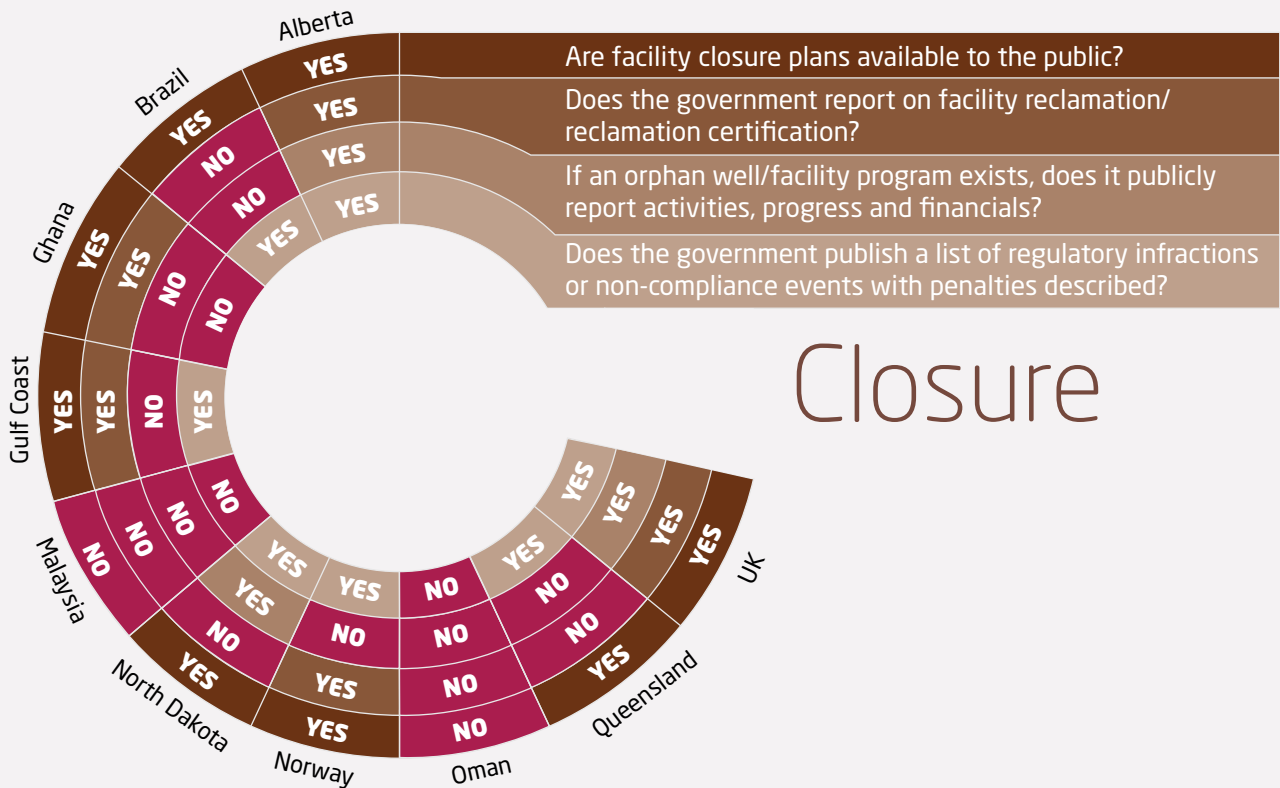 Are facility closure plans available to the public?
Does the government report on facility reclamation/
reclamation certification?
If an orphan well/facility program exists, does it publicly
report activities, progress and financials?
Does the government publish a list of regulatory infractions
or non-compliance events with penalties described?
Closure
Alberta
YES
YES
YES
YES
Brazil
YES
NO
NO
YES
Ghana
YES
YES
NO
NO
Gulf Coast
YES
YES
NO
YES
Malaysia
NO
NO
NO
NO
North Dakota
YES
NO
YES
YES
Norway
YES
YES
NO
YES
Oman
NO
NO
NO
NO
Queensland
YES
NO
NO
YES
UK
YES
YES
YES
YES